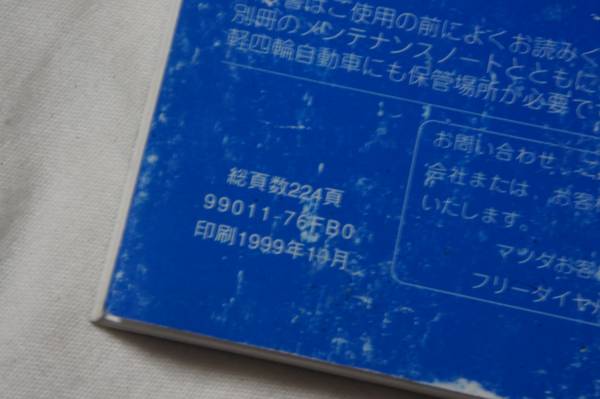 書はご使用の前によくお読みく
別冊のメンテナンスノートとともに
軽四輪自動車にも保管場所が必要で
お問い合わせ
会社または、お客様
いたします。
マツダお客
フリーダイヤ
総頁数224頁
99011-76FB0
印刷1999年10月